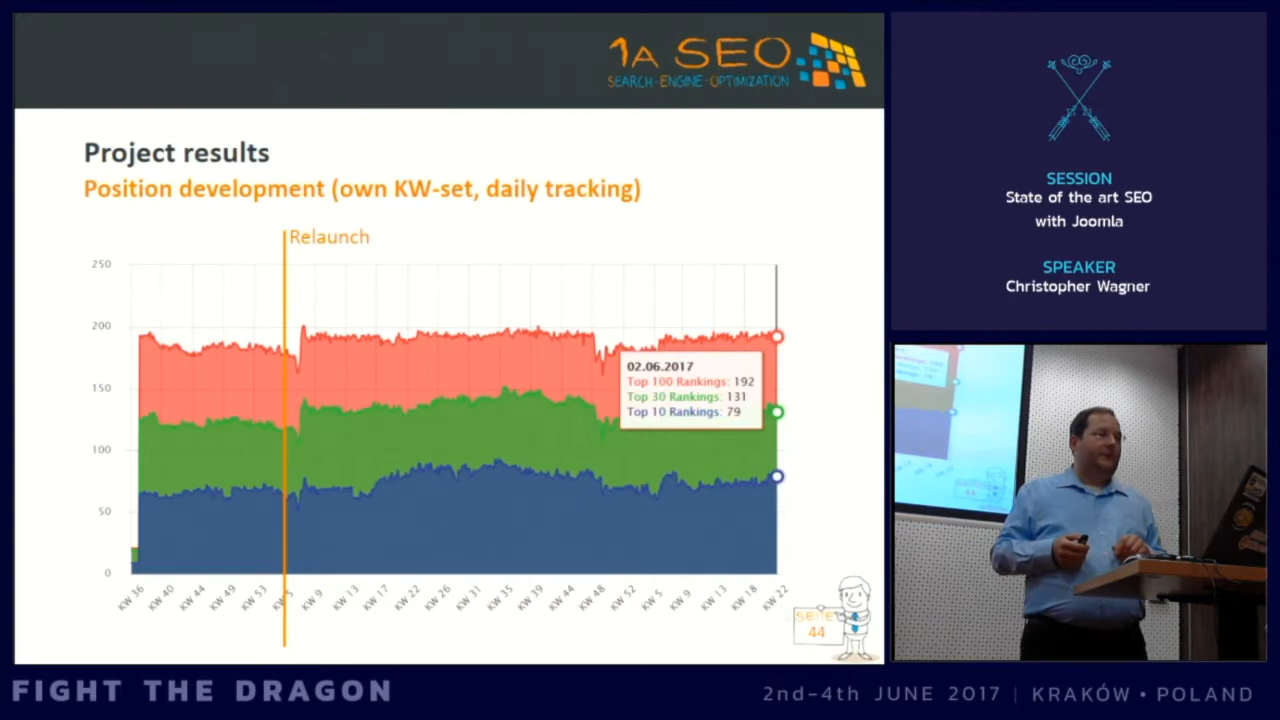 1A SEO
SEARCH-ENGINE-OPTIMIZATION
Project results
Position development (own KW-set, daily tracking)
Relaunch
250
200
150
100
50
0
02.06.2017
Top 100 Rankings: 192
Top 30 Rankings: 131
Top 10 Rankings: 79
KW 36
KW 40
KW 44
KW 49
KW 53
KW 5
KW 9
KW 13
KW 17
KW 22
KW 26
KW 31
KW 35
KW 39
KW 44
KW 48
KW 52
KW 5
KW 9
KW 13
KW 18
KW 22
SEITE
44
SESSION
State of the art SEO
with Joomla
SPEAKER
Christopher Wagner
FIGHT THE DRAGON
2nd-4th JUNE 2017 | KRAKÓW • POLAND